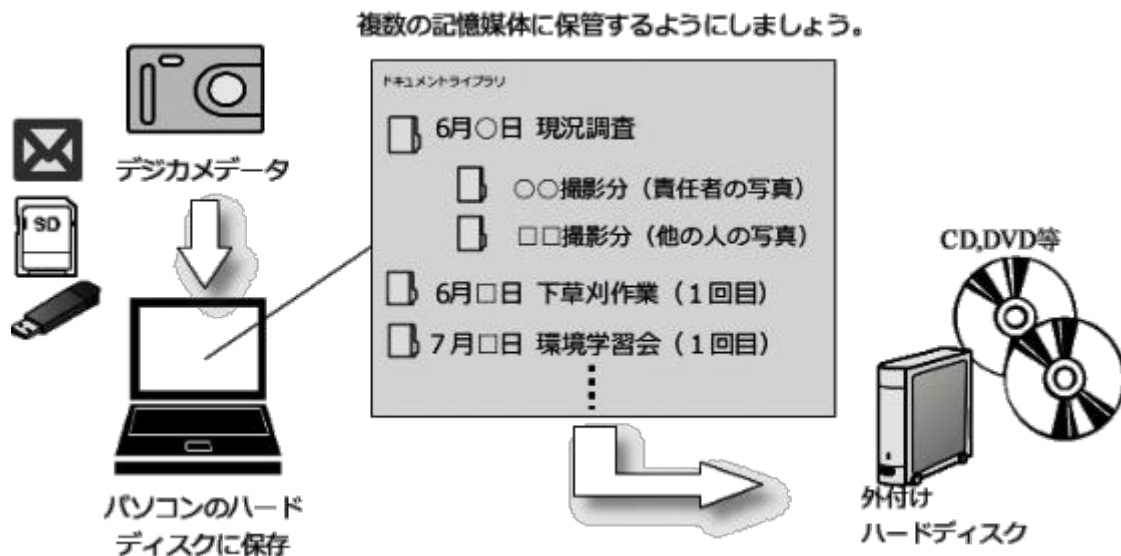 複数の記憶媒体に保管するようにしましょう。
ドキュメントライブラリ
6月○日 現況調査
○○撮影分（責任者の写真）
□□撮影分（他の人の写真）
6月□日 下草刈作業（１回目）
７月□日 環境学習会（１回目）
デジカメデータ
SD
パソコンのハード
ディスクに保存
CD,DVD等
外付け
ハードディスク